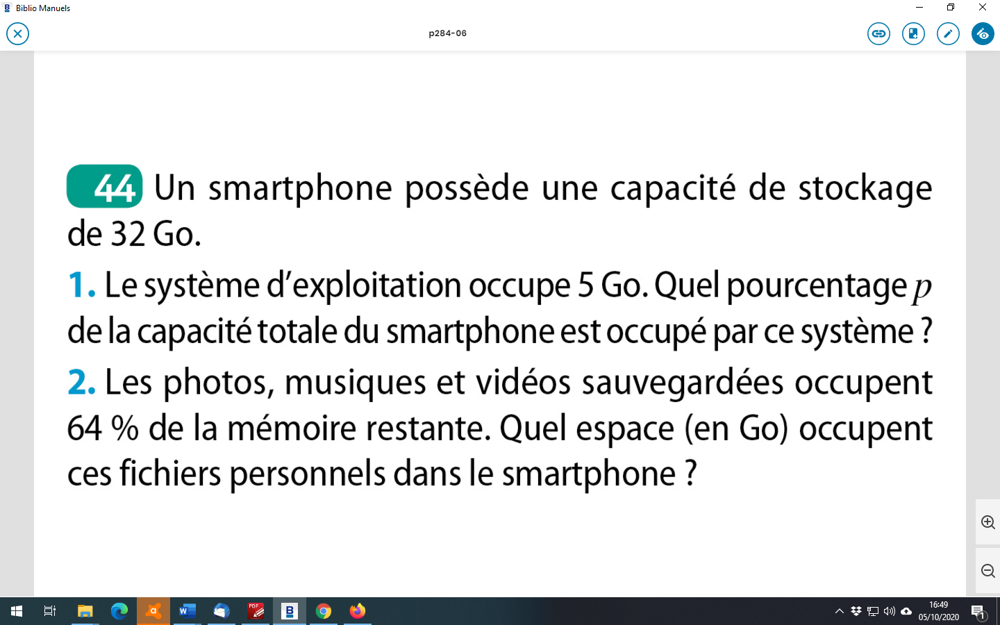 Biblio Manuels
p284-06
44 Un smartphone possède une capacité de stockage
de 32 Go.
1. Le système d’exploitation occupe 5 Go. Quel pourcentage p
de la capacité totale du smartphone est occupé par ce système ?
2. Les photos, musiques et vidéos sauvegardées occupent
64 % de la mémoire restante. Quel espace (en Go) occupent
ces fichiers personnels dans le smartphone ?
16:49
05/10/2020
1
PDF